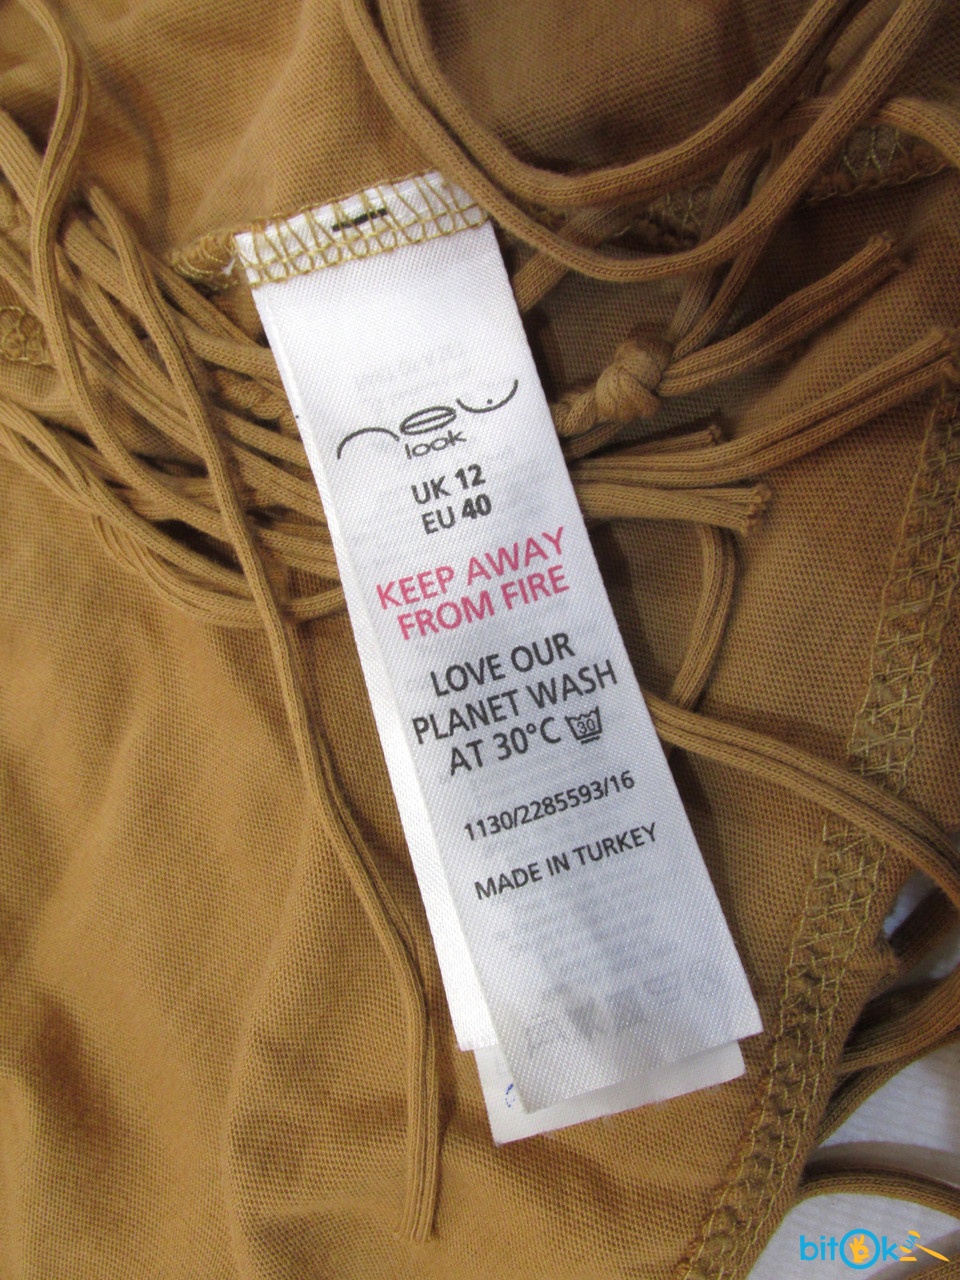 new
look
UK 12
EU 40
KEEP AWAY
FROM FIRE
LOVE OUR
PLANET WASH
AT 30°C 30
1130/2285593/16
MADE IN TURKEY
bitOk